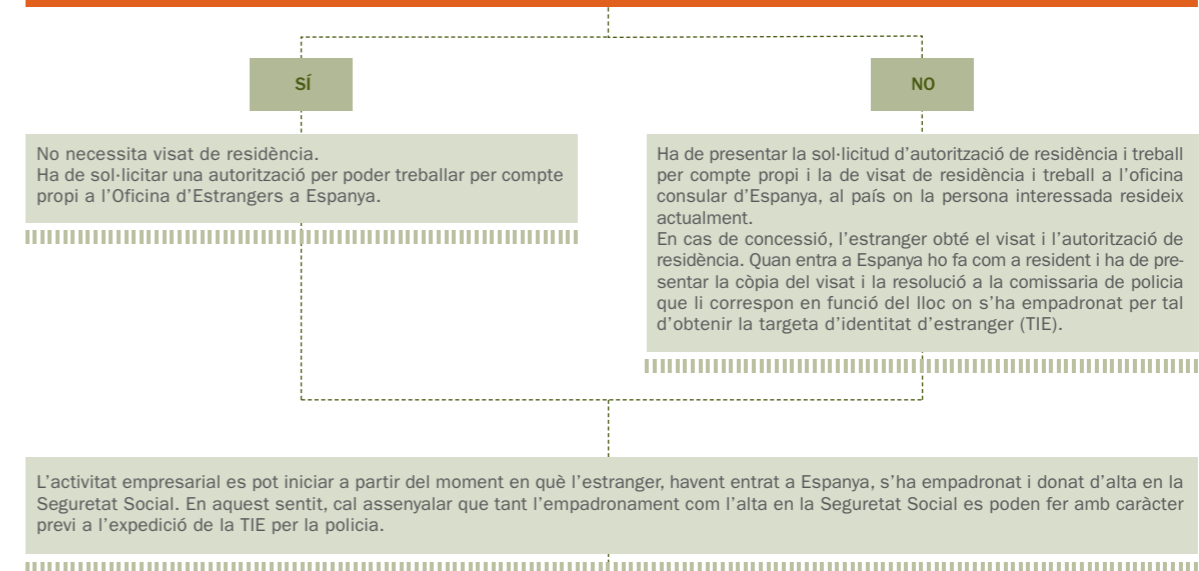 SÍ
No necessita visat de residència.
Ha de sol·licitar una autorització per poder treballar per compte
propi a l’Oficina d’Estrangers a Espanya.
NO
Ha de presentar la sol·licitud d’autorització de residència i treball
per compte propi i la de visat de residència i treball a l’oficina
consular d’Espanya, al país on la persona interessada resideix
actualment.
En cas de concessió, l’estranger obté el visat i l’autorització de
residència. Quan entra a Espanya ho fa com a resident i ha de pre-
sentar la còpia del visat i la resolució a la comissaria de policia
que li correspon en funció del lloc on s’ha empadronat per tal
d’obtenir la targeta d’identitat d’estranger (TIE).
L’activitat empresarial es pot iniciar a partir del moment en què l’estranger, havent entrat a Espanya, s’ha empadronat i donat d’alta en la
Seguretat Social. En aquest sentit, cal assenyalar que tant l’empadronament com l’alta en la Seguretat Social es poden fer amb caràcter
previ a l’expedició de la TIE per la policia.